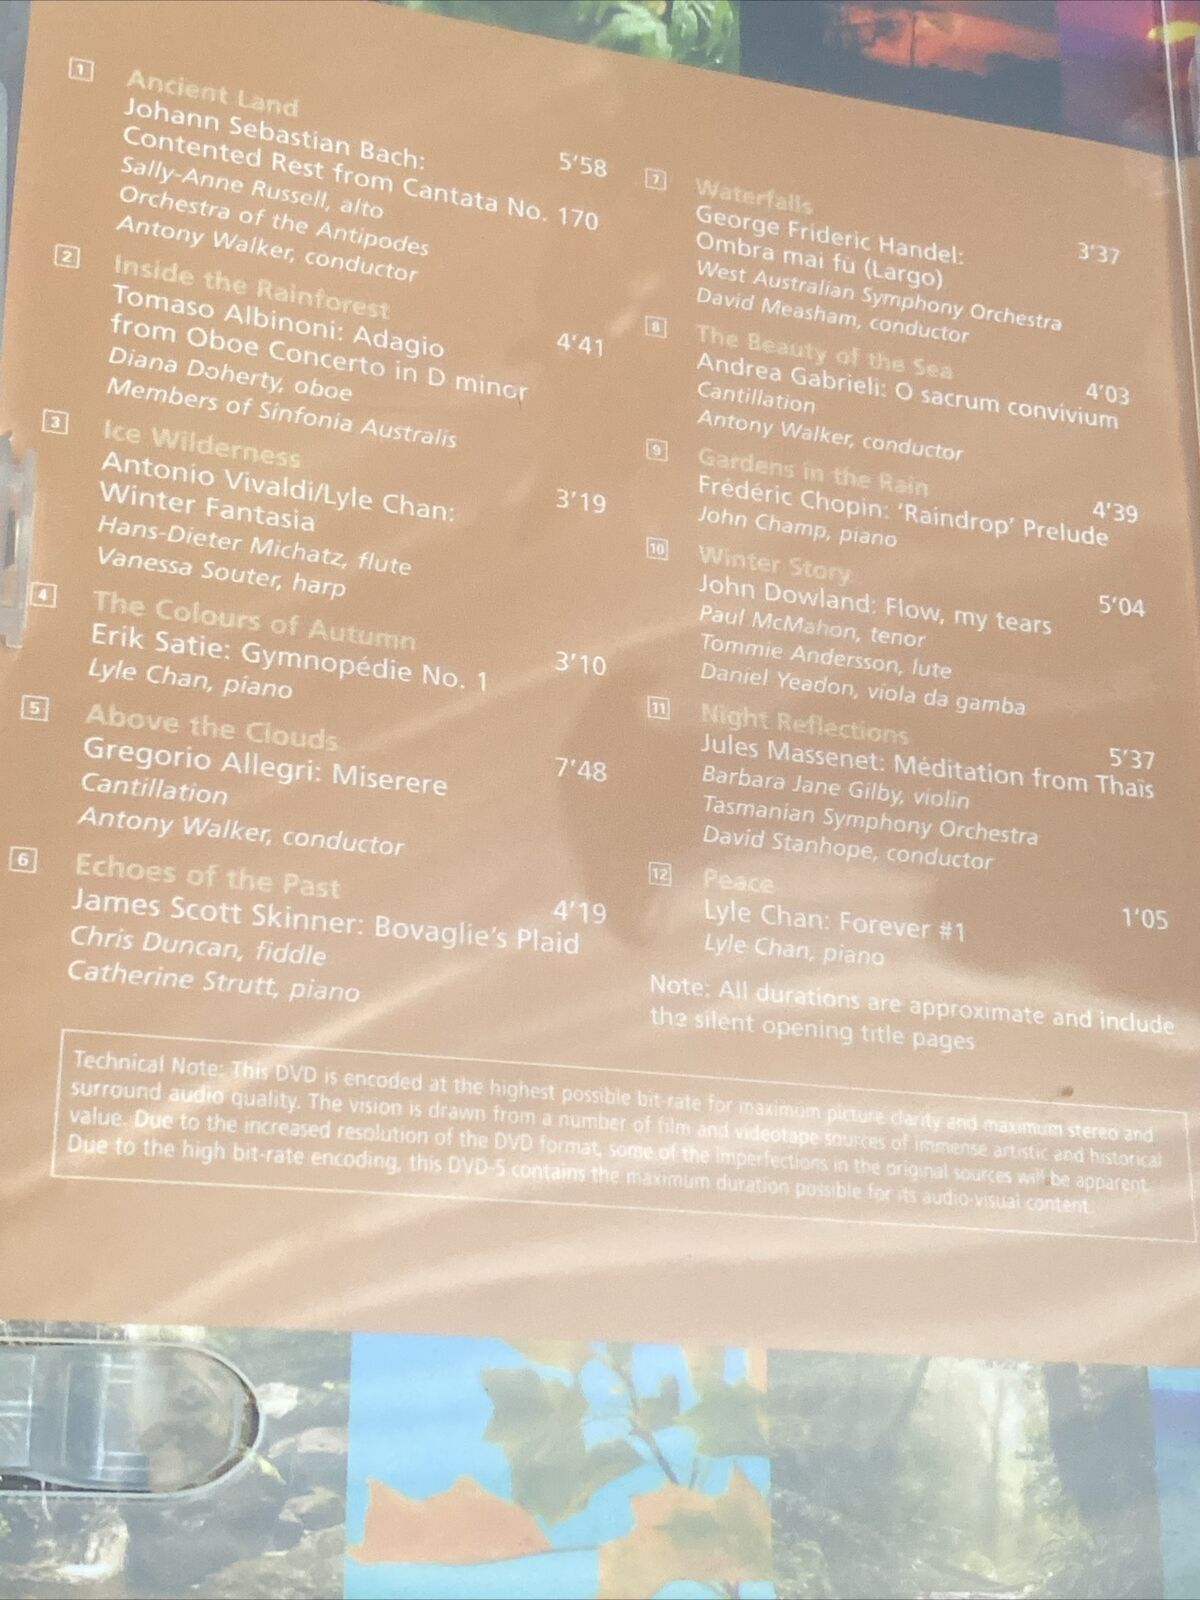 1
Ancient Land
Johann Sebastian Bach:
Contented Rest from Cantata No. 170
5’58
Sally-Anne Russell, alto
Orchestra of the Antipodes
Antony Walker, conductor
2
Inside the Rainforest
Tomaso Albinoni: Adagio
from Oboe Concerto in D minor
4’41
Diana Doherty, oboe
Members of Sinfonia Australis
3
Ice Wilderness
Antonio Vivaldi/Lyle Chan:
Winter Fantasia
3’19
Hans-Dieter Michatz, flute
Vanessa Souter, harp
4
The Colours of Autumn
Erik Satie: Gymnopédie No. 1
3’10
Lyle Chan, piano
5
Above the Clouds
Gregorio Allegri: Miserere
7’48
Cantillation
Antony Walker, conductor
6
Echoes of the Past
James Scott Skinner: Bovaglie’s Plaid
4’19
Chris Duncan, fiddle
Catherine Strutt, piano
7
Waterfalls
George Frideric Handel:
Ombra mai fù (Largo)
3’37
West Australian Symphony Orchestra
David Measham, conductor
8
The Beauty of the Sea
Andrea Gabrieli: O sacrum convivium
4’03
Cantillation
Antony Walker, conductor
9
Gardens in the Rain
Frédéric Chopin: ‘Raindrop’ Prelude
4’39
John Champ, piano
10
Winter Story
John Dowland: Flow, my tears
5’04
Paul McMahon, tenor
Tommie Andersson, lute
Daniel Yeadon, viola da gamba
11
Night Reflections
Jules Massenet: Méditation from Thaïs
5’37
Barbara Jane Gilby, violin
Tasmanian Symphony Orchestra
David Stanhope, conductor
12
Peace
Lyle Chan: Forever #1
1’05
Lyle Chan, piano
Note: All durations are approximate and include
the silent opening title pages
Technical Note: This DVD is encoded at the highest possible bit-rate for maximum picture clarity and maximum stereo and
surround audio quality. The vision is drawn from a number of film and videotape sources of immense artistic and historical
value. Due to the increased resolution of the DVD format, some of the imperfections in the original sources will be apparent.
Due to the high bit-rate encoding, this DVD-5 contains the maximum duration possible for its audio-visual content.